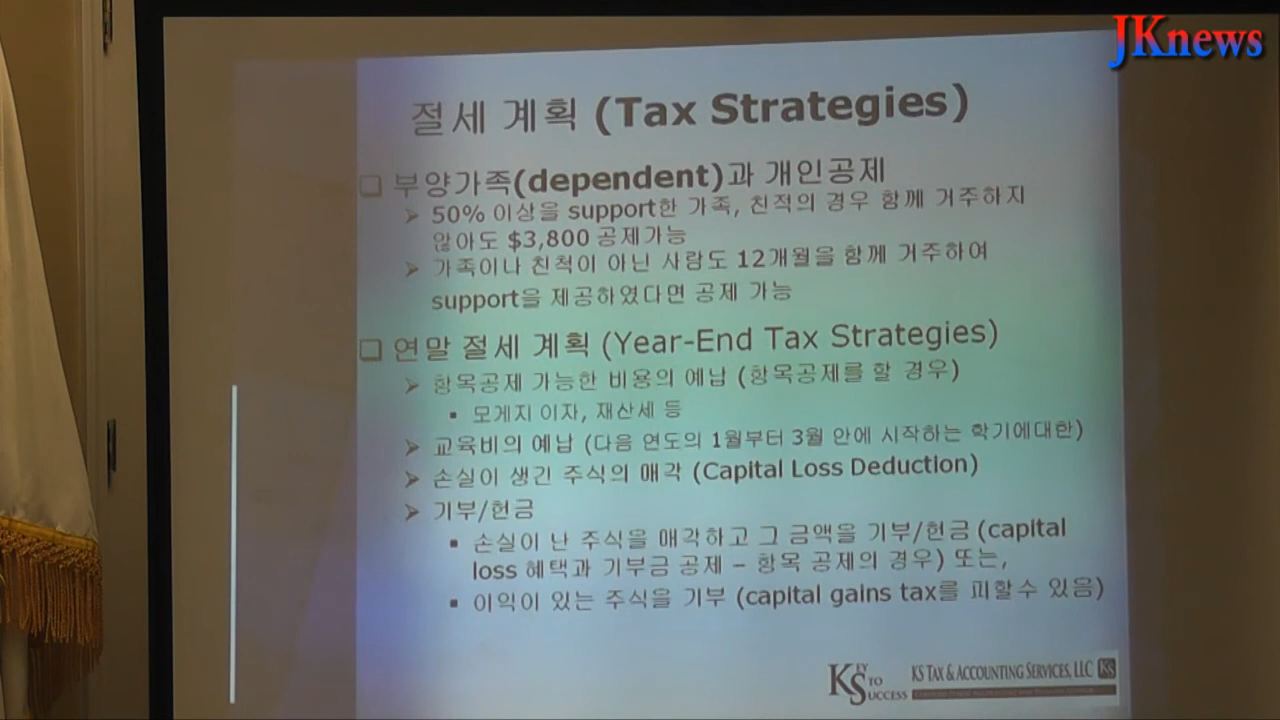 JKnews
절세 계획 (Tax Strategies)
❑ 부양가족(dependent)과 개인공제
➢ 50% 이상을 support한 가족, 친적의 경우 함께 거주하지
않아도 $3,800 공제가능
➢ 가족이나 친척이 아닌 사람도 12개월을 함께 거주하여
support을 제공하였다면 공제 가능
❑ 연말 절세 계획 (Year-End Tax Strategies)
➢ 항목공제 가능한 비용의 예납 (항목공제를 할 경우)
▪ 모게지 이자, 재산세 등
➢ 교육비의 예납 (다음 연도의 1월부터 3월 안에 시작하는 학기에대한)
➢ 손실이 생긴 주식의 매각 (Capital Loss Deduction)
➢ 기부/헌금
▪ 손실이 난 주식을 매각하고 그 금액을 기부/헌금 (capital
loss 혜택과 기부금 공제 – 항목 공제의 경우) 또는,
▪ 이익이 있는 주식을 기부 (capital gains tax를 피할수 있음)
KEY TO SUCCESS
KS TAX & ACCOUNTING SERVICES, LLC KS